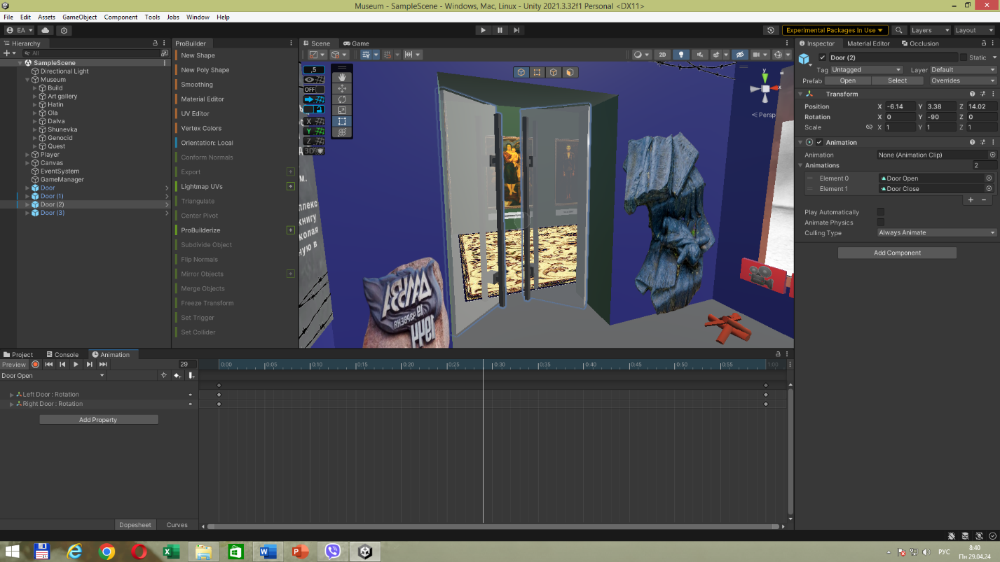 Museum - SampleScene - Windows, Mac, Linux - Unity 2021.3.32f1 Personal <DX11>
File Edit Assets GameObject Component Tools Jobs Window Help
EA
Experimental Packages In Use
Layers
Layout
Hierarchy
All
SampleScene
Directional Light
Museum
Build
Art gallery
Hatin
Ola
Dalva
Shunevka
Genocid
Quest
Player
Canvas
EventSystem
GameManager
Door
Door (1)
Door (2)
Door (3)
ProBuilder
New Shape
New Poly Shape
Smoothing
Material Editor
UV Editor
Vertex Colors
Orientation: Local
Conform Normals
Export
Lightmap UVs
Triangulate
Center Pivot
ProBuilderize
Subdivide Object
Flip Normals
Mirror Objects
Merge Objects
Freeze Transform
Set Trigger
Set Collider
Scene
Game
2D
,5
OFF
X
Y
Z
3D
y
x
< Persp
м.
плекс
книгу
колая
ную в
Inspector
Material Editor
Occlusion
Door (2)
Static
Tag Untagged
Layer Default
Prefab Open Select Overrides
Transform
Position X -6.14 Y 3.38 Z 14.02
Rotation X 0 Y -90 Z 0
Scale X 1 Y 1 Z 1
Animation
Animation None (Animation Clip)
Animations 2
Element 0 Door Open
Element 1 Door Close
Play Automatically
Animate Physics
Culling Type Always Animate
Add Component
Project
Console
Animation
Preview
29
0:00 0:05 0:10 0:15 0:20 0:25 0:30 0:35 0:40 0:45 0:50 0:55 1:00
Door Open
Left Door : Rotation
Right Door : Rotation
Add Property
Dopesheet
Curves
РУС
8:40
Пн 29.04.24